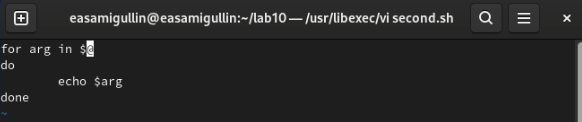 easamigullin@easamigullin:~/lab10 — /usr/libexec/vi second.sh
for arg in $@
do
        echo $arg
done
~